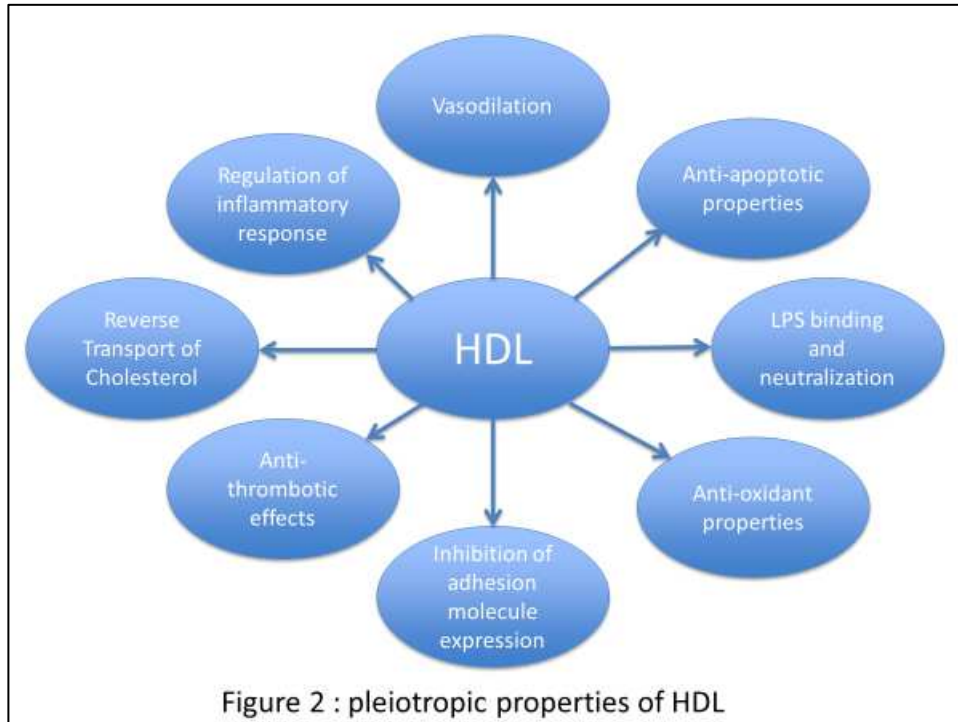 Vasodilation
Regulation of
inflammatory
response
Anti-apoptotic
properties
Reverse
Transport of
Cholesterol
HDL
LPS binding
and
neutralization
Anti-
thrombotic
effects
Anti-oxidant
properties
Inhibition of
adhesion
molecule
expression
Figure 2 : pleiotropic properties of HDL